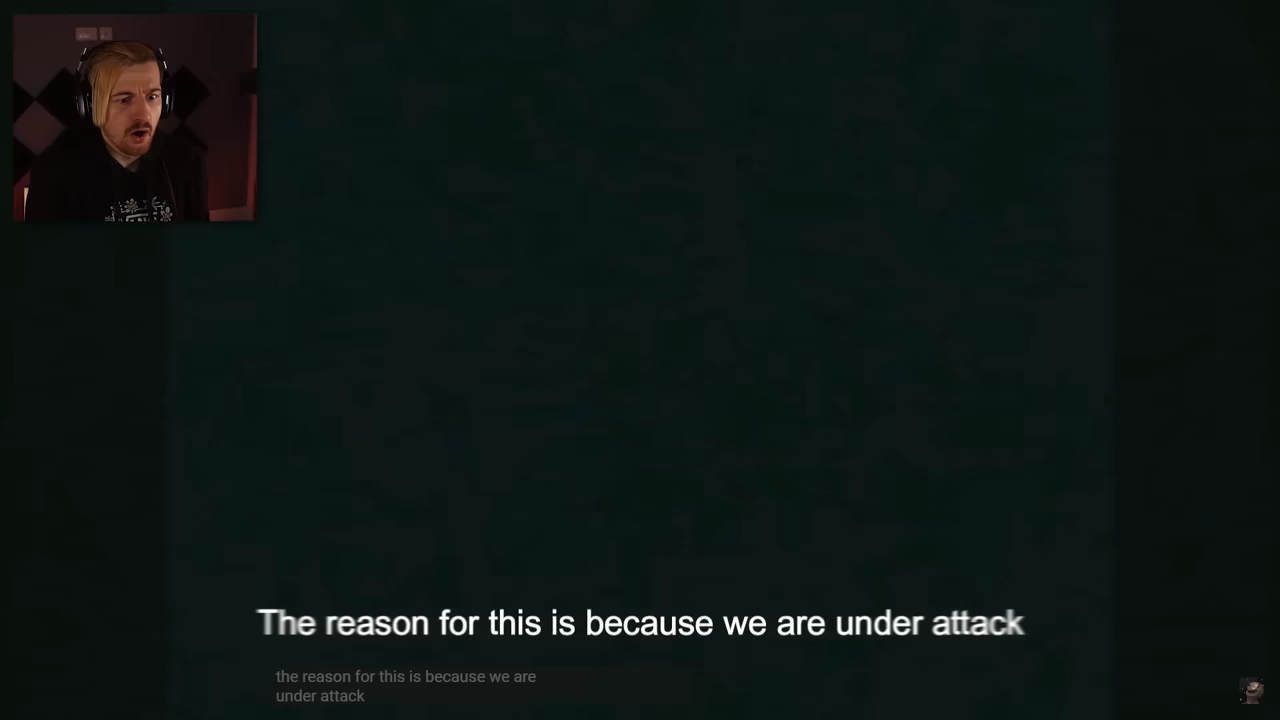 The reason for this is because we are under attack
the reason for this is because we are
under attack